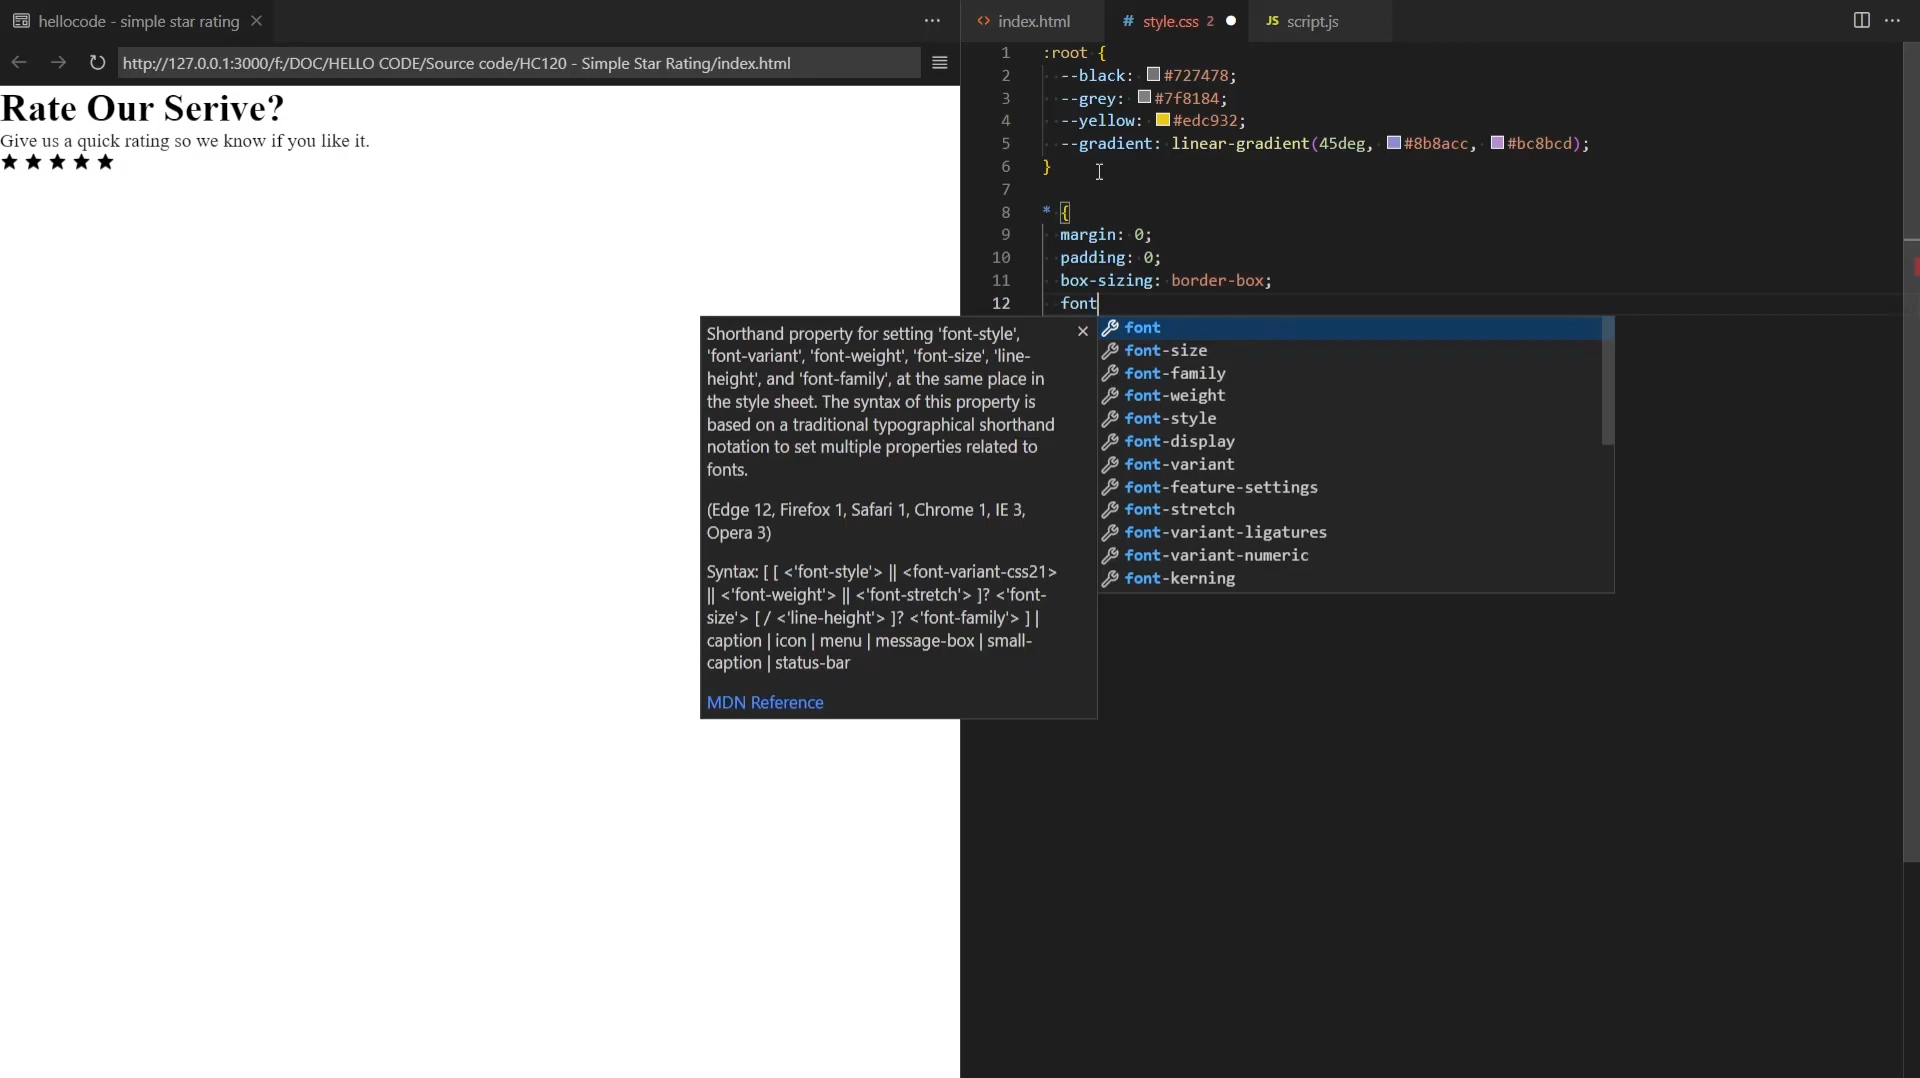 hellocode - simple star rating
http://127.0.0.1:3000/f:/DOC/HELLO CODE/Source code/HC120 - Simple Star Rating/index.html
Rate Our Serive?
Give us a quick rating so we know if you like it.
<> index.html
# style.css 2
JS script.js
1 :root {
2 --black: #727478;
3 --grey: #7f8184;
4 --yellow: #edc932;
5 --gradient: linear-gradient(45deg, #8b8acc, #bc8bcd);
6 }
7
8 * {
9 margin: 0;
10 padding: 0;
11 box-sizing: border-box;
12 font
Shorthand property for setting 'font-style',
'font-variant', 'font-weight', 'font-size', 'line-
height', and 'font-family', at the same place in
the style sheet. The syntax of this property is
based on a traditional typographical shorthand
notation to set multiple properties related to
fonts.
(Edge 12, Firefox 1, Safari 1, Chrome 1, IE 3,
Opera 3)
Syntax: [ [ <'font-style'> || <font-variant-css21>
|| <'font-weight'> || <'font-stretch'> ]? <'font-
size'> [ / <'line-height'> ]? <'font-family'> ] |
caption | icon | menu | message-box | small-
caption | status-bar
MDN Reference
font
font-size
font-family
font-weight
font-style
font-display
font-variant
font-feature-settings
font-stretch
font-variant-ligatures
font-variant-numeric
font-kerning